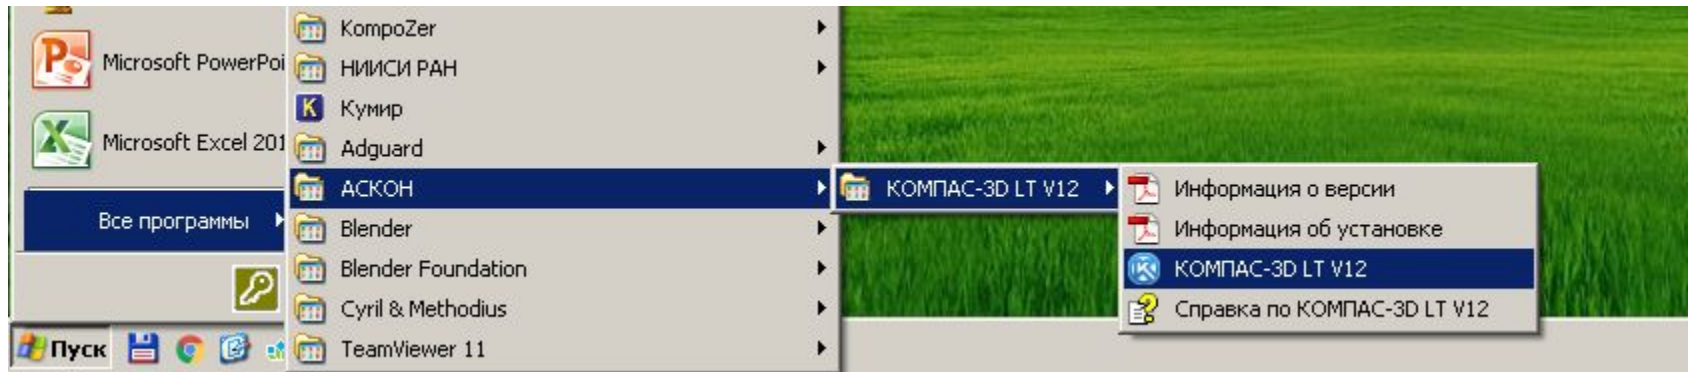 KompoZer
Microsoft PowerPoi
НИИСИ РАН
Кумир
Microsoft Excel 201
Adguard
АСКОН
КОМПАС-3D LT V12
Информация о версии
Все программы
Blender
Информация об установке
Blender Foundation
КОМПАС-3D LT V12
Cyril & Methodius
Справка по КОМПАС-3D LT V12
Пуск
TeamViewer 11